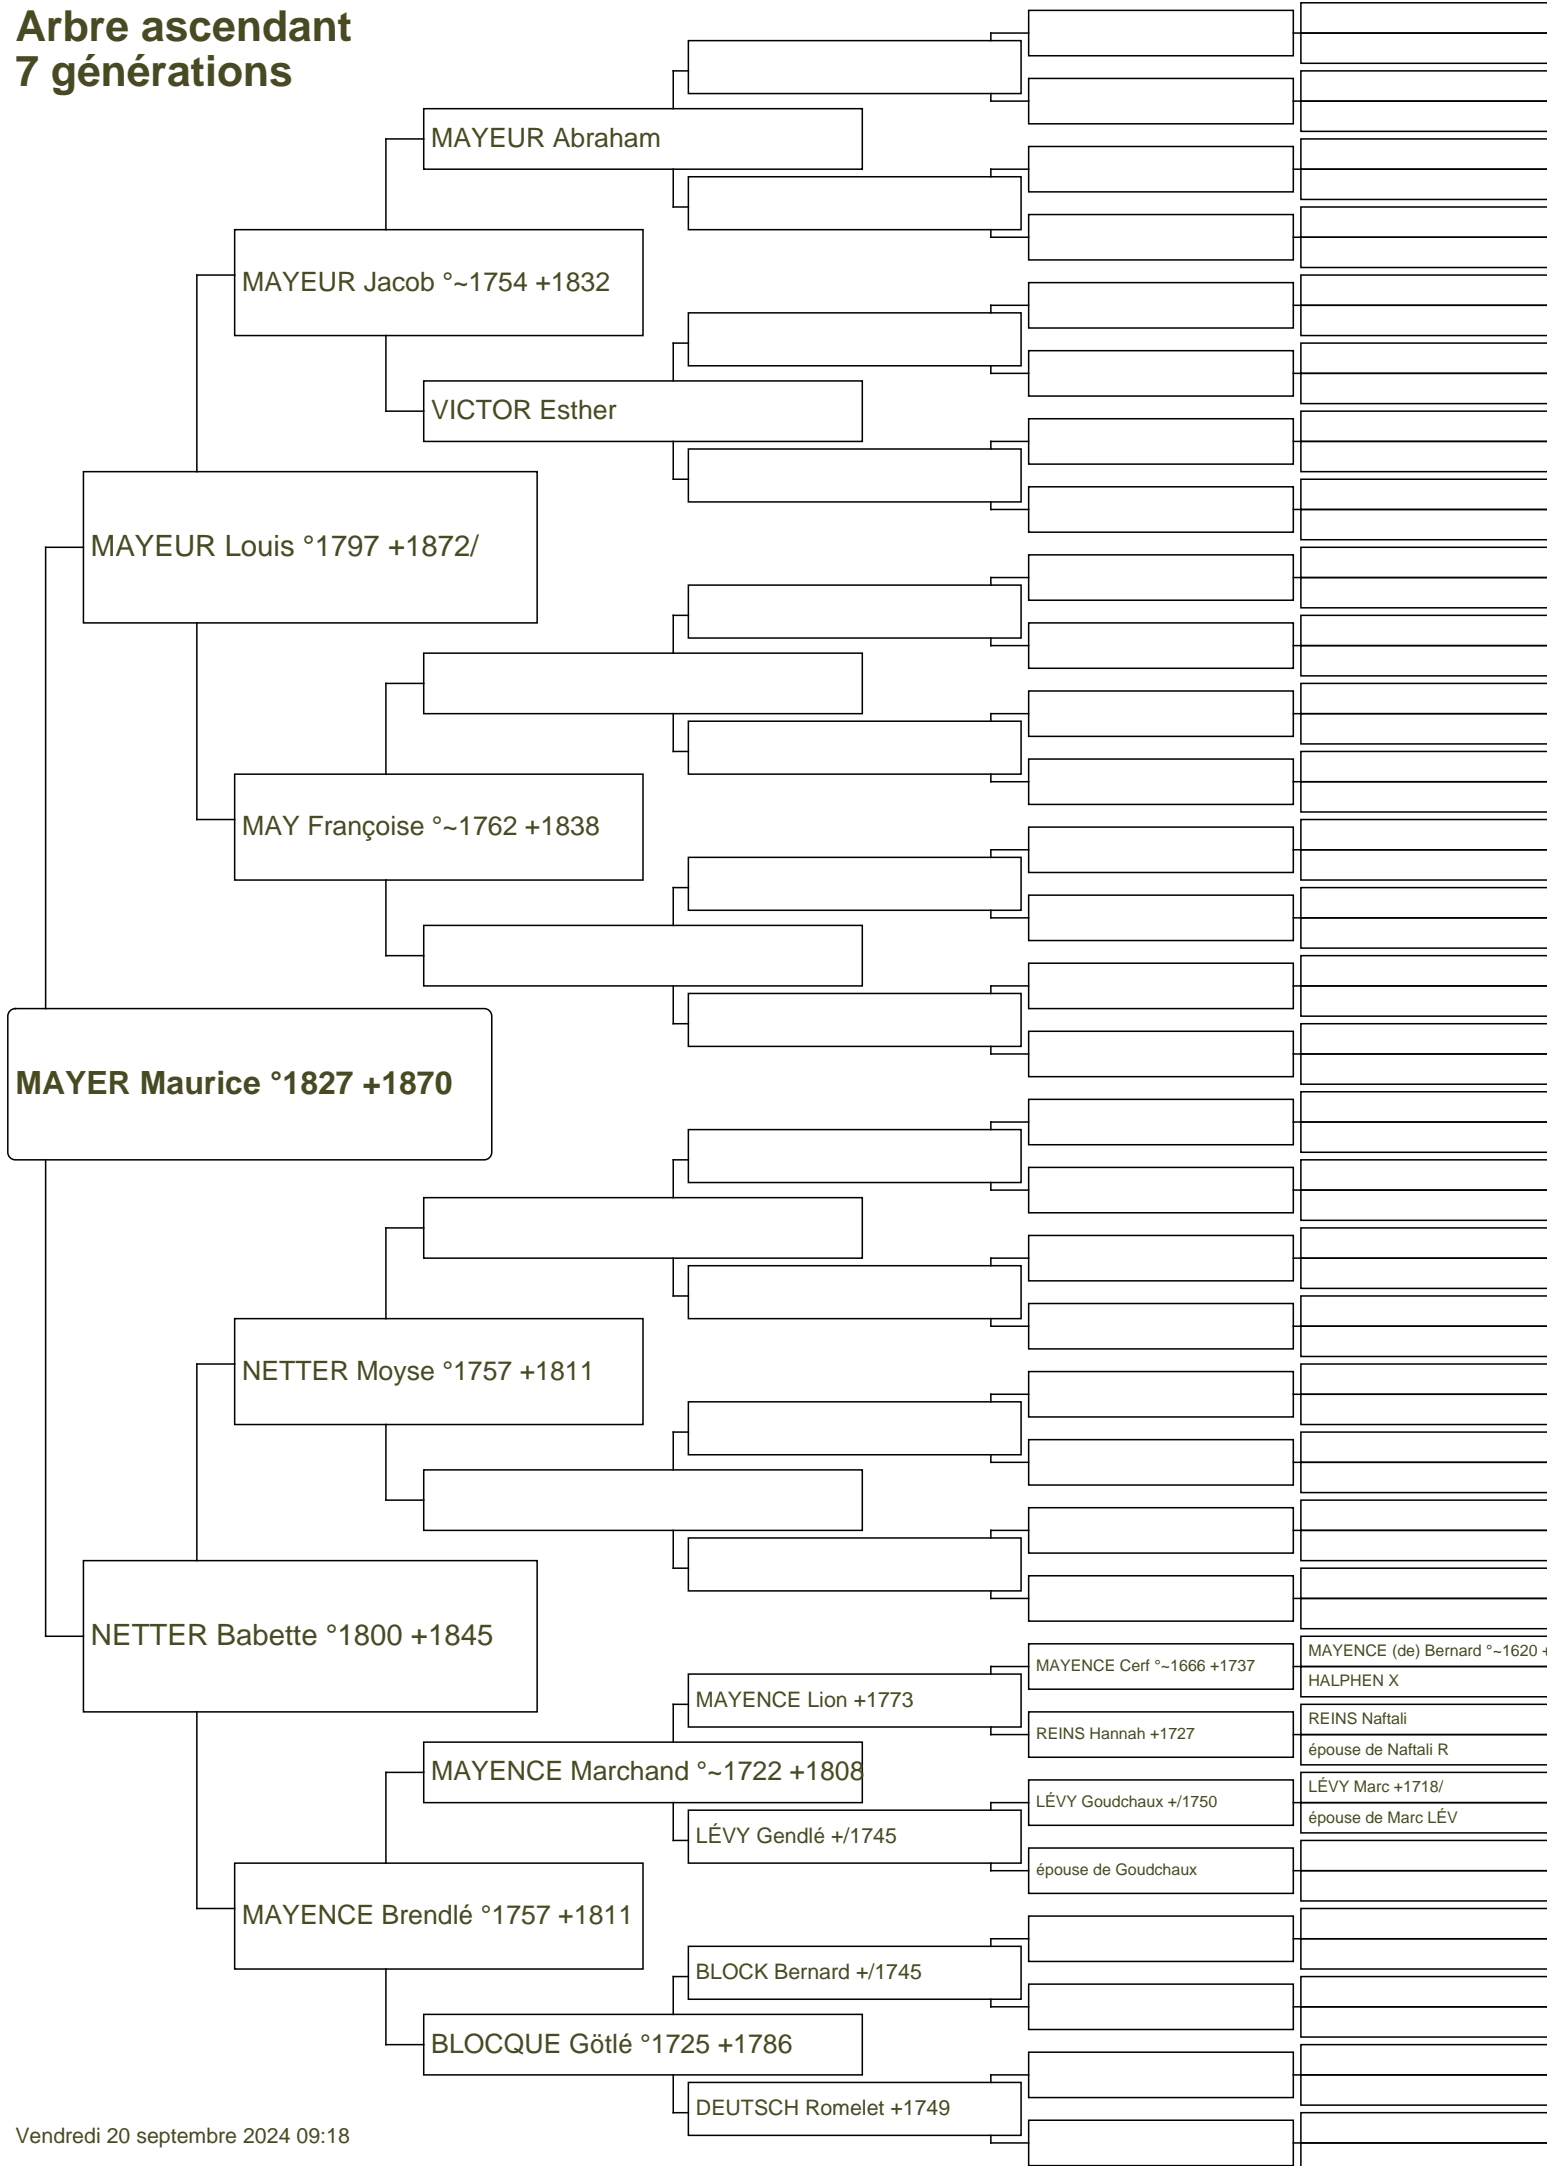 Arbre ascendant
7 générations
MAYEUR Abraham
MAYEUR Jacob °~1754 +1832
VICTOR Esther
MAYEUR Louis °1797 +1872/
MAY Françoise °~1762 +1838
MAYER Maurice °1827 +1870
NETTER Moyse °1757 +1811
NETTER Babette °1800 +1845
MAYENCE (de) Bernard °~1620 +
MAYENCE Cerf °~1666 +1737
HALPHEN X
MAYENCE Lion +1773
REINS Naftali
REINS Hannah +1727
épouse de Naftali R
MAYENCE Marchand °~1722 +1808
LÉVY Marc +1718/
LÉVY Goudchaux +/1750
épouse de Marc LÉV
LÉVY Gendlé +/1745
épouse de Goudchaux
MAYENCE Brendlé °1757 +1811
BLOCK Bernard +/1745
BLOCQUE Götlé °1725 +1786
DEUTSCH Romelet +1749
Vendredi 20 septembre 2024 09:18